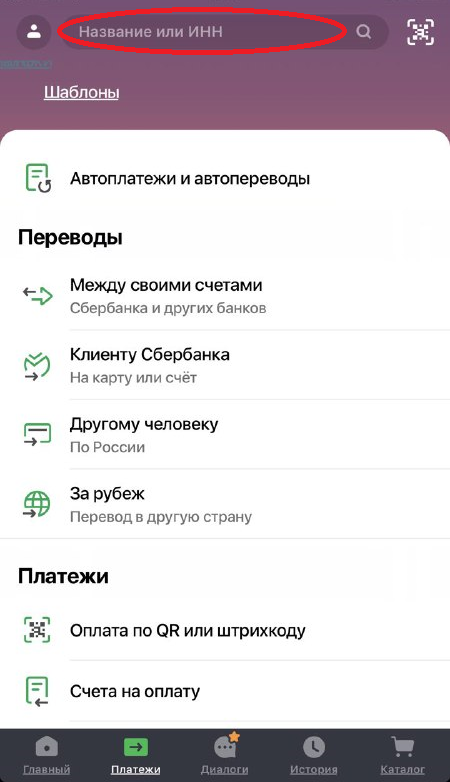 Название или ИНН
Шаблоны
Автоплатежи и автопереводы
Переводы
Между своими счетами
Сбербанка и других банков
Клиенту Сбербанка
На карту или счёт
Другому человеку
По России
За рубеж
Перевод в другую страну
Платежи
Оплата по QR или штрихкоду
Счета на оплату
Главный
Платежи
Диалоги
История
Каталог